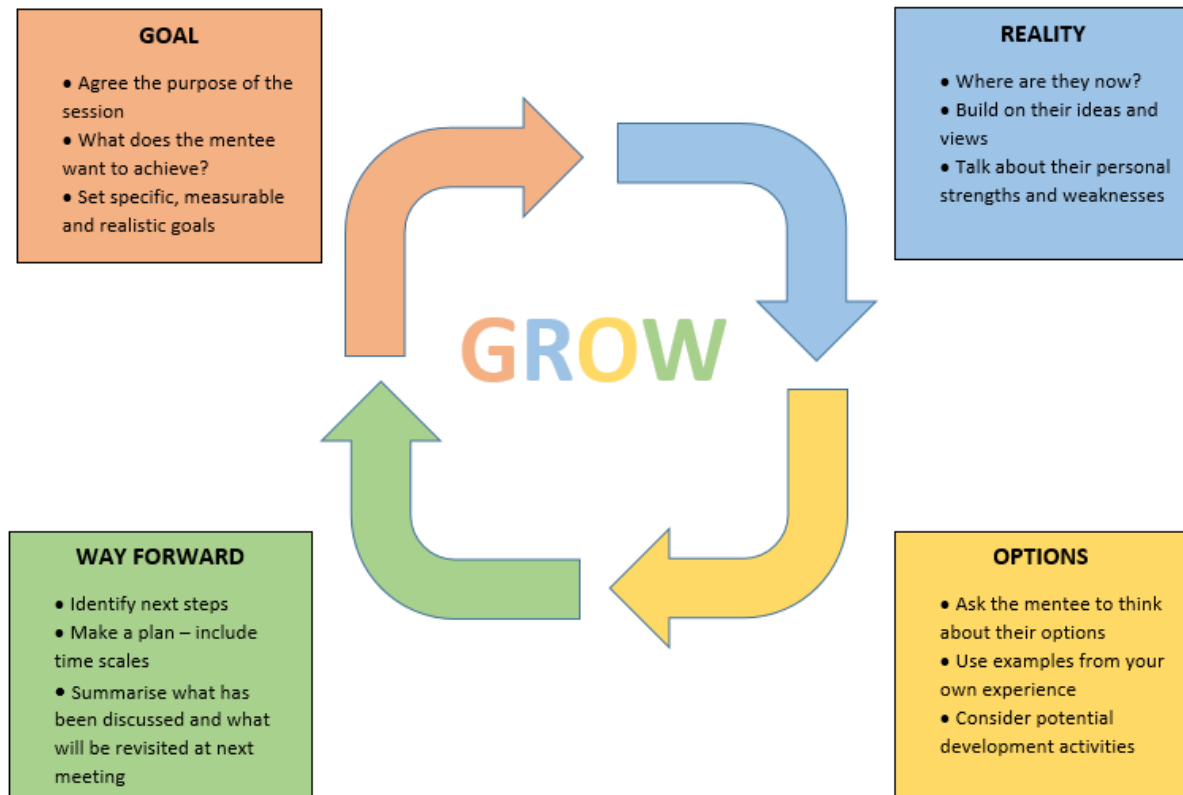 GOAL
• Agree the purpose of the
session
• What does the mentee
want to achieve?
• Set specific, measurable
and realistic goals
REALITY
• Where are they now?
• Build on their ideas and
views
• Talk about their personal
strengths and weaknesses
GROW
WAY FORWARD
• Identify next steps
• Make a plan – include
time scales
• Summarise what has
been discussed and what
will be revisited at next
meeting
OPTIONS
• Ask the mentee to think
about their options
• Use examples from your
own experience
• Consider potential
development activities